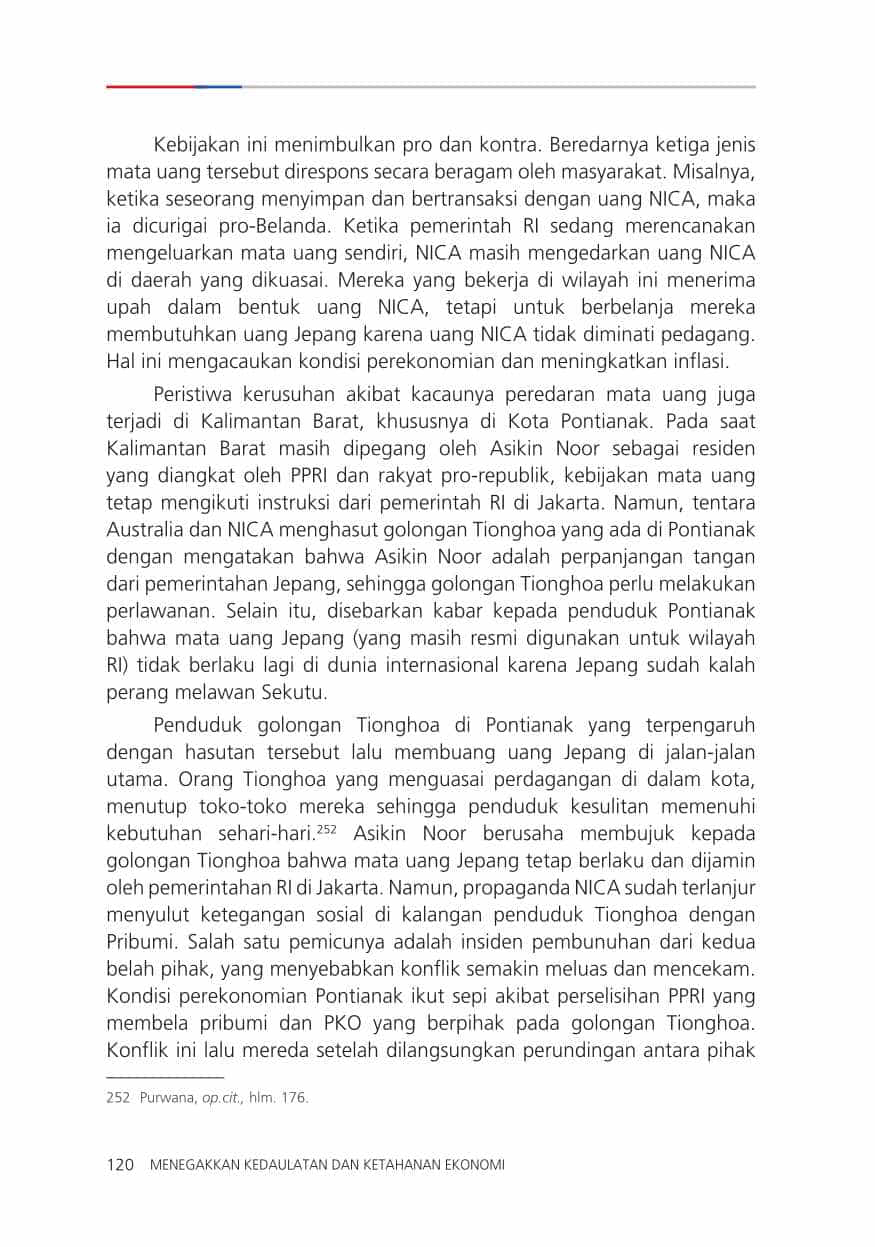 Kebijakan ini menimbulkan pro dan kontra. Beredarnya ketiga jenis
mata uang tersebut direspons secara beragam oleh masyarakat. Misalnya,
ketika seseorang menyimpan dan bertransaksi dengan uang NICA, maka
ia dicurigai pro-Belanda. Ketika pemerintah RI sedang merencanakan
mengeluarkan mata uang sendiri, NICA masih mengedarkan uang NICA
di daerah yang dikuasai. Mereka yang bekerja di wilayah ini menerima
upah dalam bentuk uang NICA, tetapi untuk berbelanja mereka
membutuhkan uang Jepang karena uang NICA tidak diminati pedagang.
Hal ini mengacaukan kondisi perekonomian dan meningkatkan inflasi.
Peristiwa kerusuhan akibat kacaunya peredaran mata uang juga
terjadi di Kalimantan Barat, khususnya di Kota Pontianak. Pada saat
Kalimantan Barat masih dipegang oleh Asikin Noor sebagai residen
yang diangkat oleh PPRI dan rakyat pro-republik, kebijakan mata uang
tetap mengikuti instruksi dari pemerintah RI di Jakarta. Namun, tentara
Australia dan NICA menghasut golongan Tionghoa yang ada di Pontianak
dengan mengatakan bahwa Asikin Noor adalah perpanjangan tangan
dari pemerintahan Jepang, sehingga golongan Tionghoa perlu melakukan
perlawanan. Selain itu, disebarkan kabar kepada penduduk Pontianak
bahwa mata uang Jepang (yang masih resmi digunakan untuk wilayah
RI) tidak berlaku lagi di dunia internasional karena Jepang sudah kalah
perang melawan Sekutu.
Penduduk golongan Tionghoa di Pontianak yang terpengaruh
dengan hasutan tersebut lalu membuang uang Jepang di jalan-jalan
utama. Orang Tionghoa yang menguasai perdagangan di dalam kota,
menutup toko-toko mereka sehingga penduduk kesulitan memenuhi
kebutuhan sehari-hari.252 Asikin Noor berusaha membujuk kepada
golongan Tionghoa bahwa mata uang Jepang tetap berlaku dan dijamin
oleh pemerintahan RI di Jakarta. Namun, propaganda NICA sudah terlanjur
menyulut ketegangan sosial di kalangan penduduk Tionghoa dengan
Pribumi. Salah satu pemicunya adalah insiden pembunuhan dari kedua
belah pihak, yang menyebabkan konflik semakin meluas dan mencekam.
Kondisi perekonomian Pontianak ikut sepi akibat perselisihan PPRI yang
membela pribumi dan PKO yang berpihak pada golongan Tionghoa.
Konflik ini lalu mereda setelah dilangsungkan perundingan antara pihak
252 Purwana, op.cit., hlm. 176.
120 MENEGAKKAN KEDAULATAN DAN KETAHANAN EKONOMI